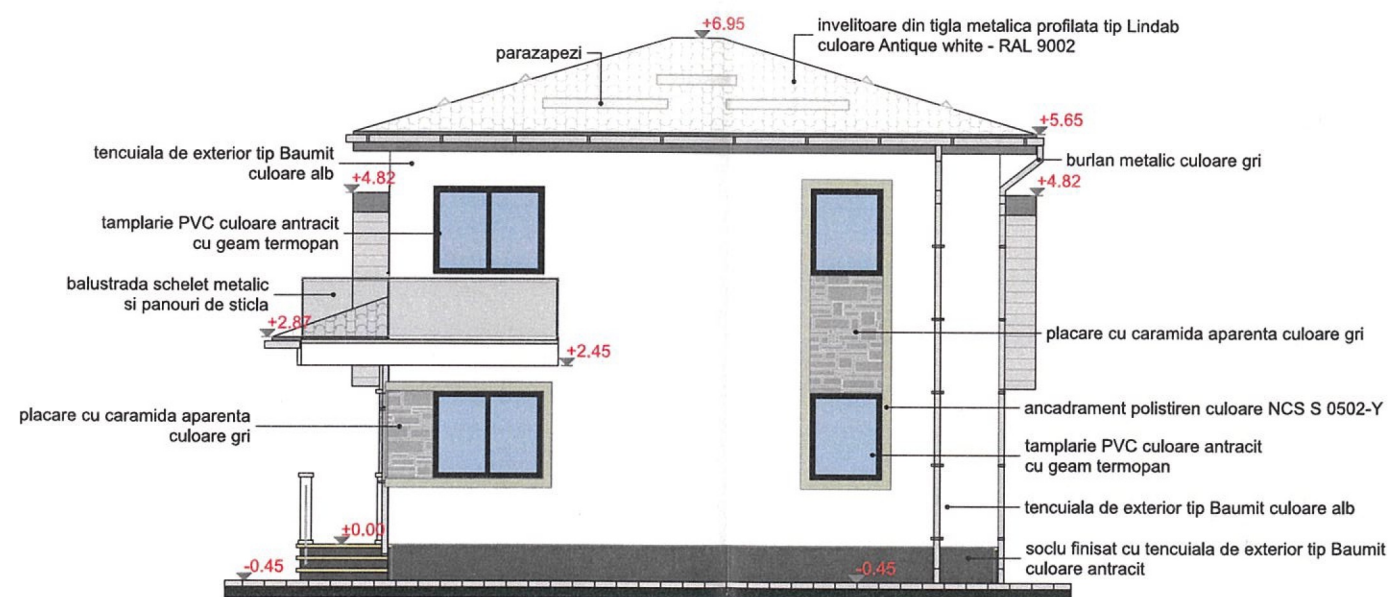 +6.95
invelitoare din tigla metalica profilata tip Lindab
culoare Antique white - RAL 9002
parazapezi
+5.65
tencuiala de exterior tip Baumit
culoare alb
burlan metalic culoare gri
+4.82
+4.82
tamplarie PVC culoare antracit
cu geam termopan
balustrada schelet metalic
si panouri de sticla
+2.87
placare cu caramida aparenta culoare gri
+2.45
placare cu caramida aparenta
culoare gri
ancadrament polistiren culoare NCS S 0502-Y
tamplarie PVC culoare antracit
cu geam termopan
tencuiala de exterior tip Baumit culoare alb
±0.00
soclu finisat cu tencuiala de exterior tip Baumit
culoare antracit
-0.45
-0.45